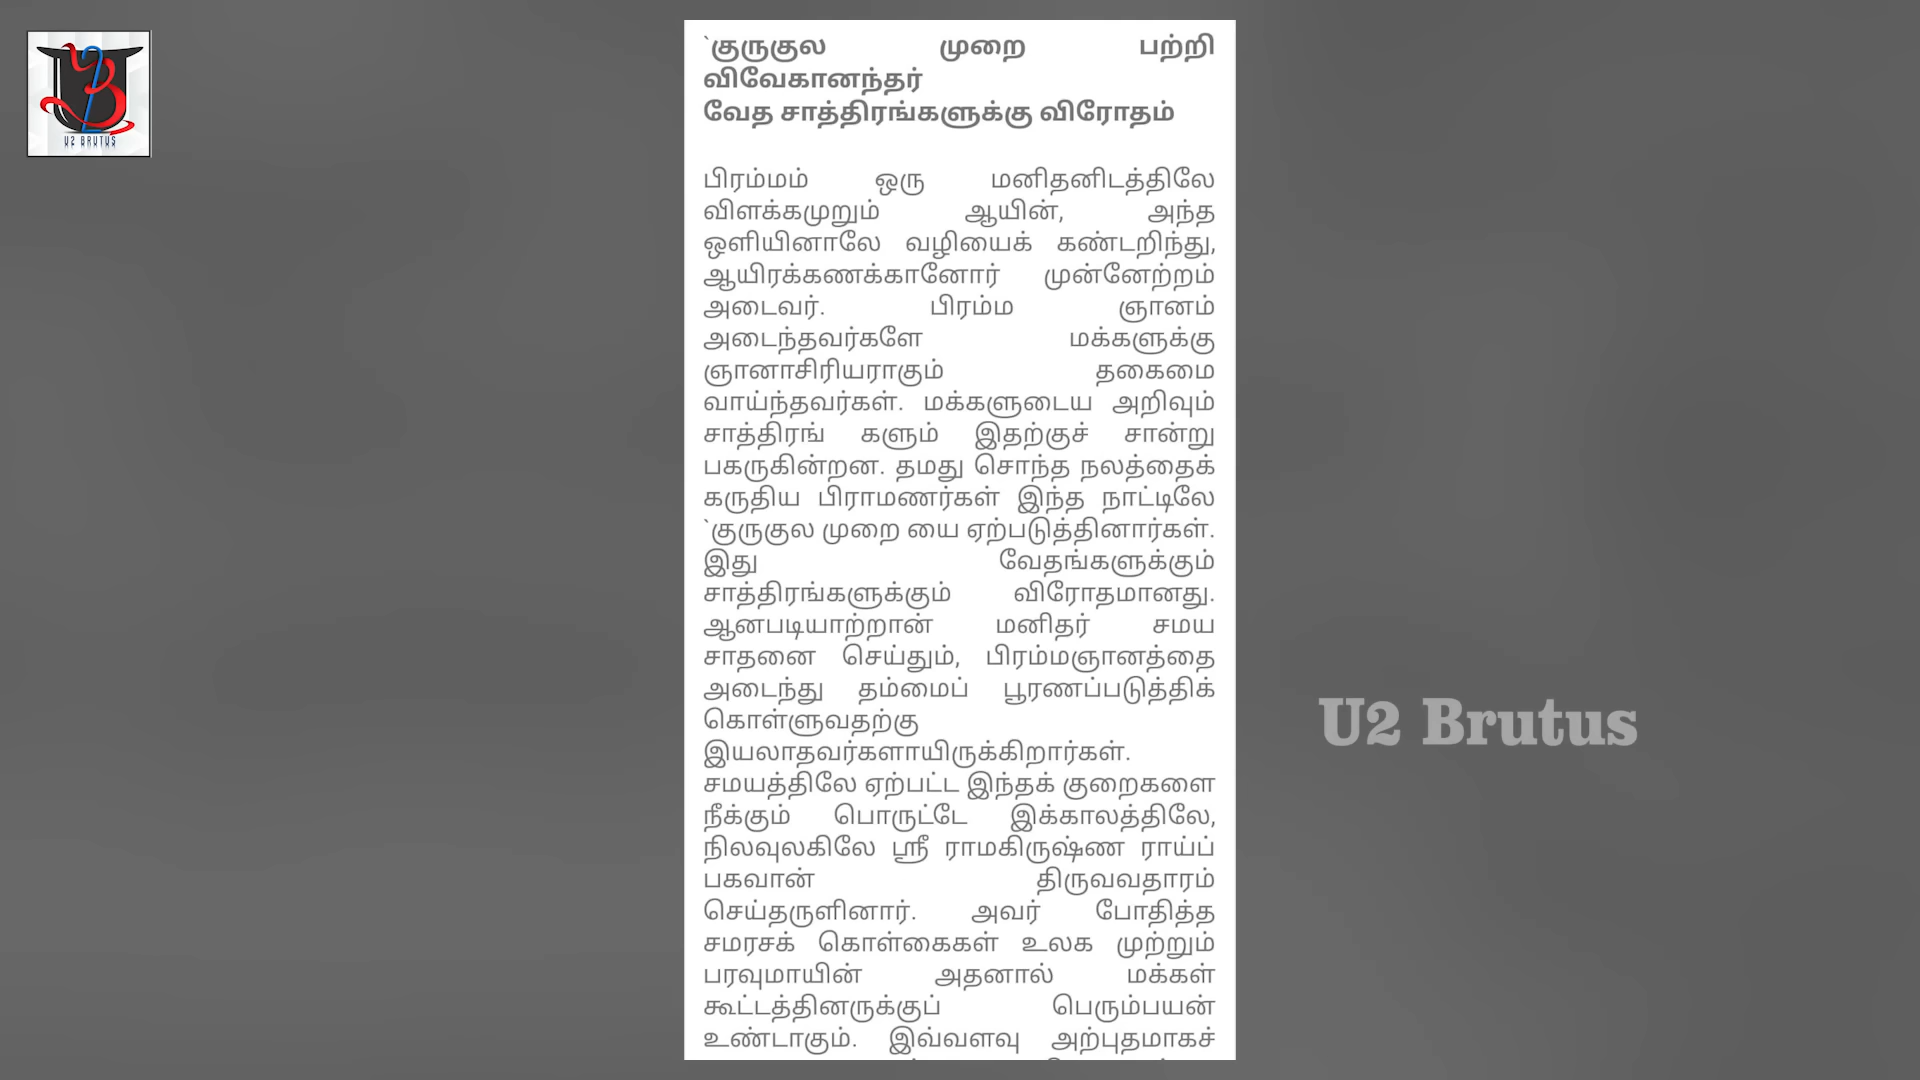 U2 BRUTUS
`குருகுல முறை பற்றி
விவேகானந்தர்
வேத சாத்திரங்களுக்கு விரோதம்
பிரம்மம் ஒரு மனிதனிடத்திலே
விளக்கமுறும் ஆயின், அந்த
ஒளியினாலே வழியைக் கண்டறிந்து,
ஆயிரக்கணக்கானோர் முன்னேற்றம்
அடைவர். பிரம்ம ஞானம்
அடைந்தவர்களே மக்களுக்கு
ஞானாசிரியராகும் தகைமை
வாய்ந்தவர்கள். மக்களுடைய அறிவும்
சாத்திரங் களும் இதற்குச் சான்று
பகருகின்றன. தமது சொந்த நலத்தைக்
கருதிய பிராமணர்கள் இந்த நாட்டிலே
`குருகுல முறை யை ஏற்படுத்தினார்கள்.
இது வேதங்களுக்கும்
சாத்திரங்களுக்கும் விரோதமானது.
ஆனபடியாற்றான் மனிதர் சமய
சாதனை செய்தும், பிரம்மஞானத்தை
அடைந்து தம்மைப் பூரணப்படுத்திக்
கொள்ளுவதற்கு
இயலாதவர்களாயிருக்கிறார்கள்.
சமயத்திலே ஏற்பட்ட இந்தக் குறைகளை
நீக்கும் பொருட்டே இக்காலத்திலே,
நிலவுலகிலே ஸ்ரீ ராமகிருஷ்ண ராய்ப்
பகவான் திருவவதாரம்
செய்தருளினார். அவர் போதித்த
சமரசக் கொள்கைகள் உலக முற்றும்
பரவுமாயின் அதனால் மக்கள்
கூட்டத்தினருக்குப் பெரும்பயன்
உண்டாகும். இவ்வளவு அற்புதமாகச்
U2 Brutus